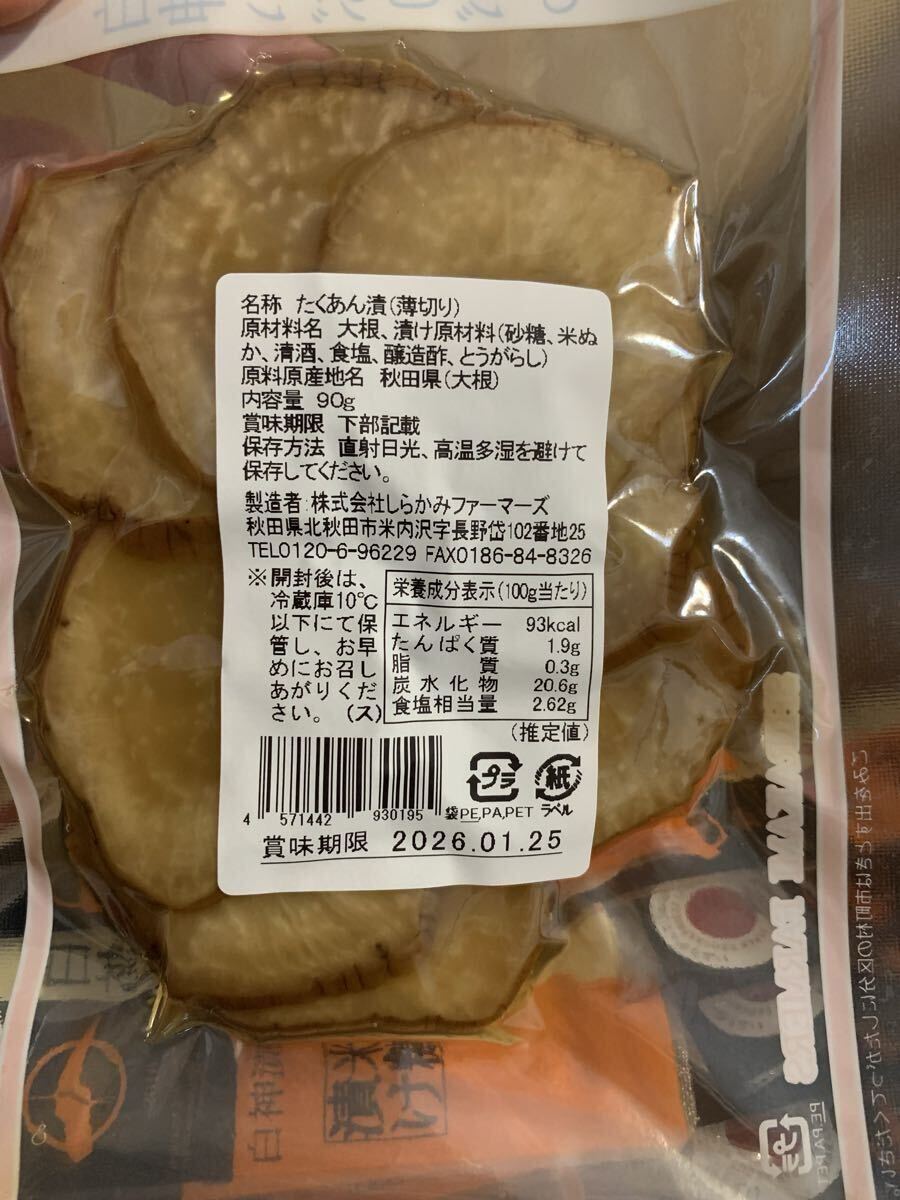 名称 たくあん漬(薄切り)
原材料名 大根、漬け原材料(砂糖、米ぬ
か、清酒、食塩、醸造酢、とうがらし)
原料原産地名 秋田県(大根)
内容量 90g
賞味期限 下部記載
保存方法 直射日光、高温多湿を避けて
保存してください。
製造者:株式会社しらかみファーマーズ
秋田県北秋田市米内沢字長野岱102番地25
TEL0120-6-96229 FAX0186-84-8326
※開封後は、
冷蔵庫10℃
以下にて保
管し、お早
めにお召し
あがりくだ
さい。(ス)
栄養成分表示(100g当たり)
エネルギー 93kcal
たんぱく質 1.9g
脂質 0.3g
炭水化物 20.6g
食塩相当量 2.62g
(推定値)
プラ 紙
袋PE,PA,PET ラベル
4 571442 930195
賞味期限 2026.01.25